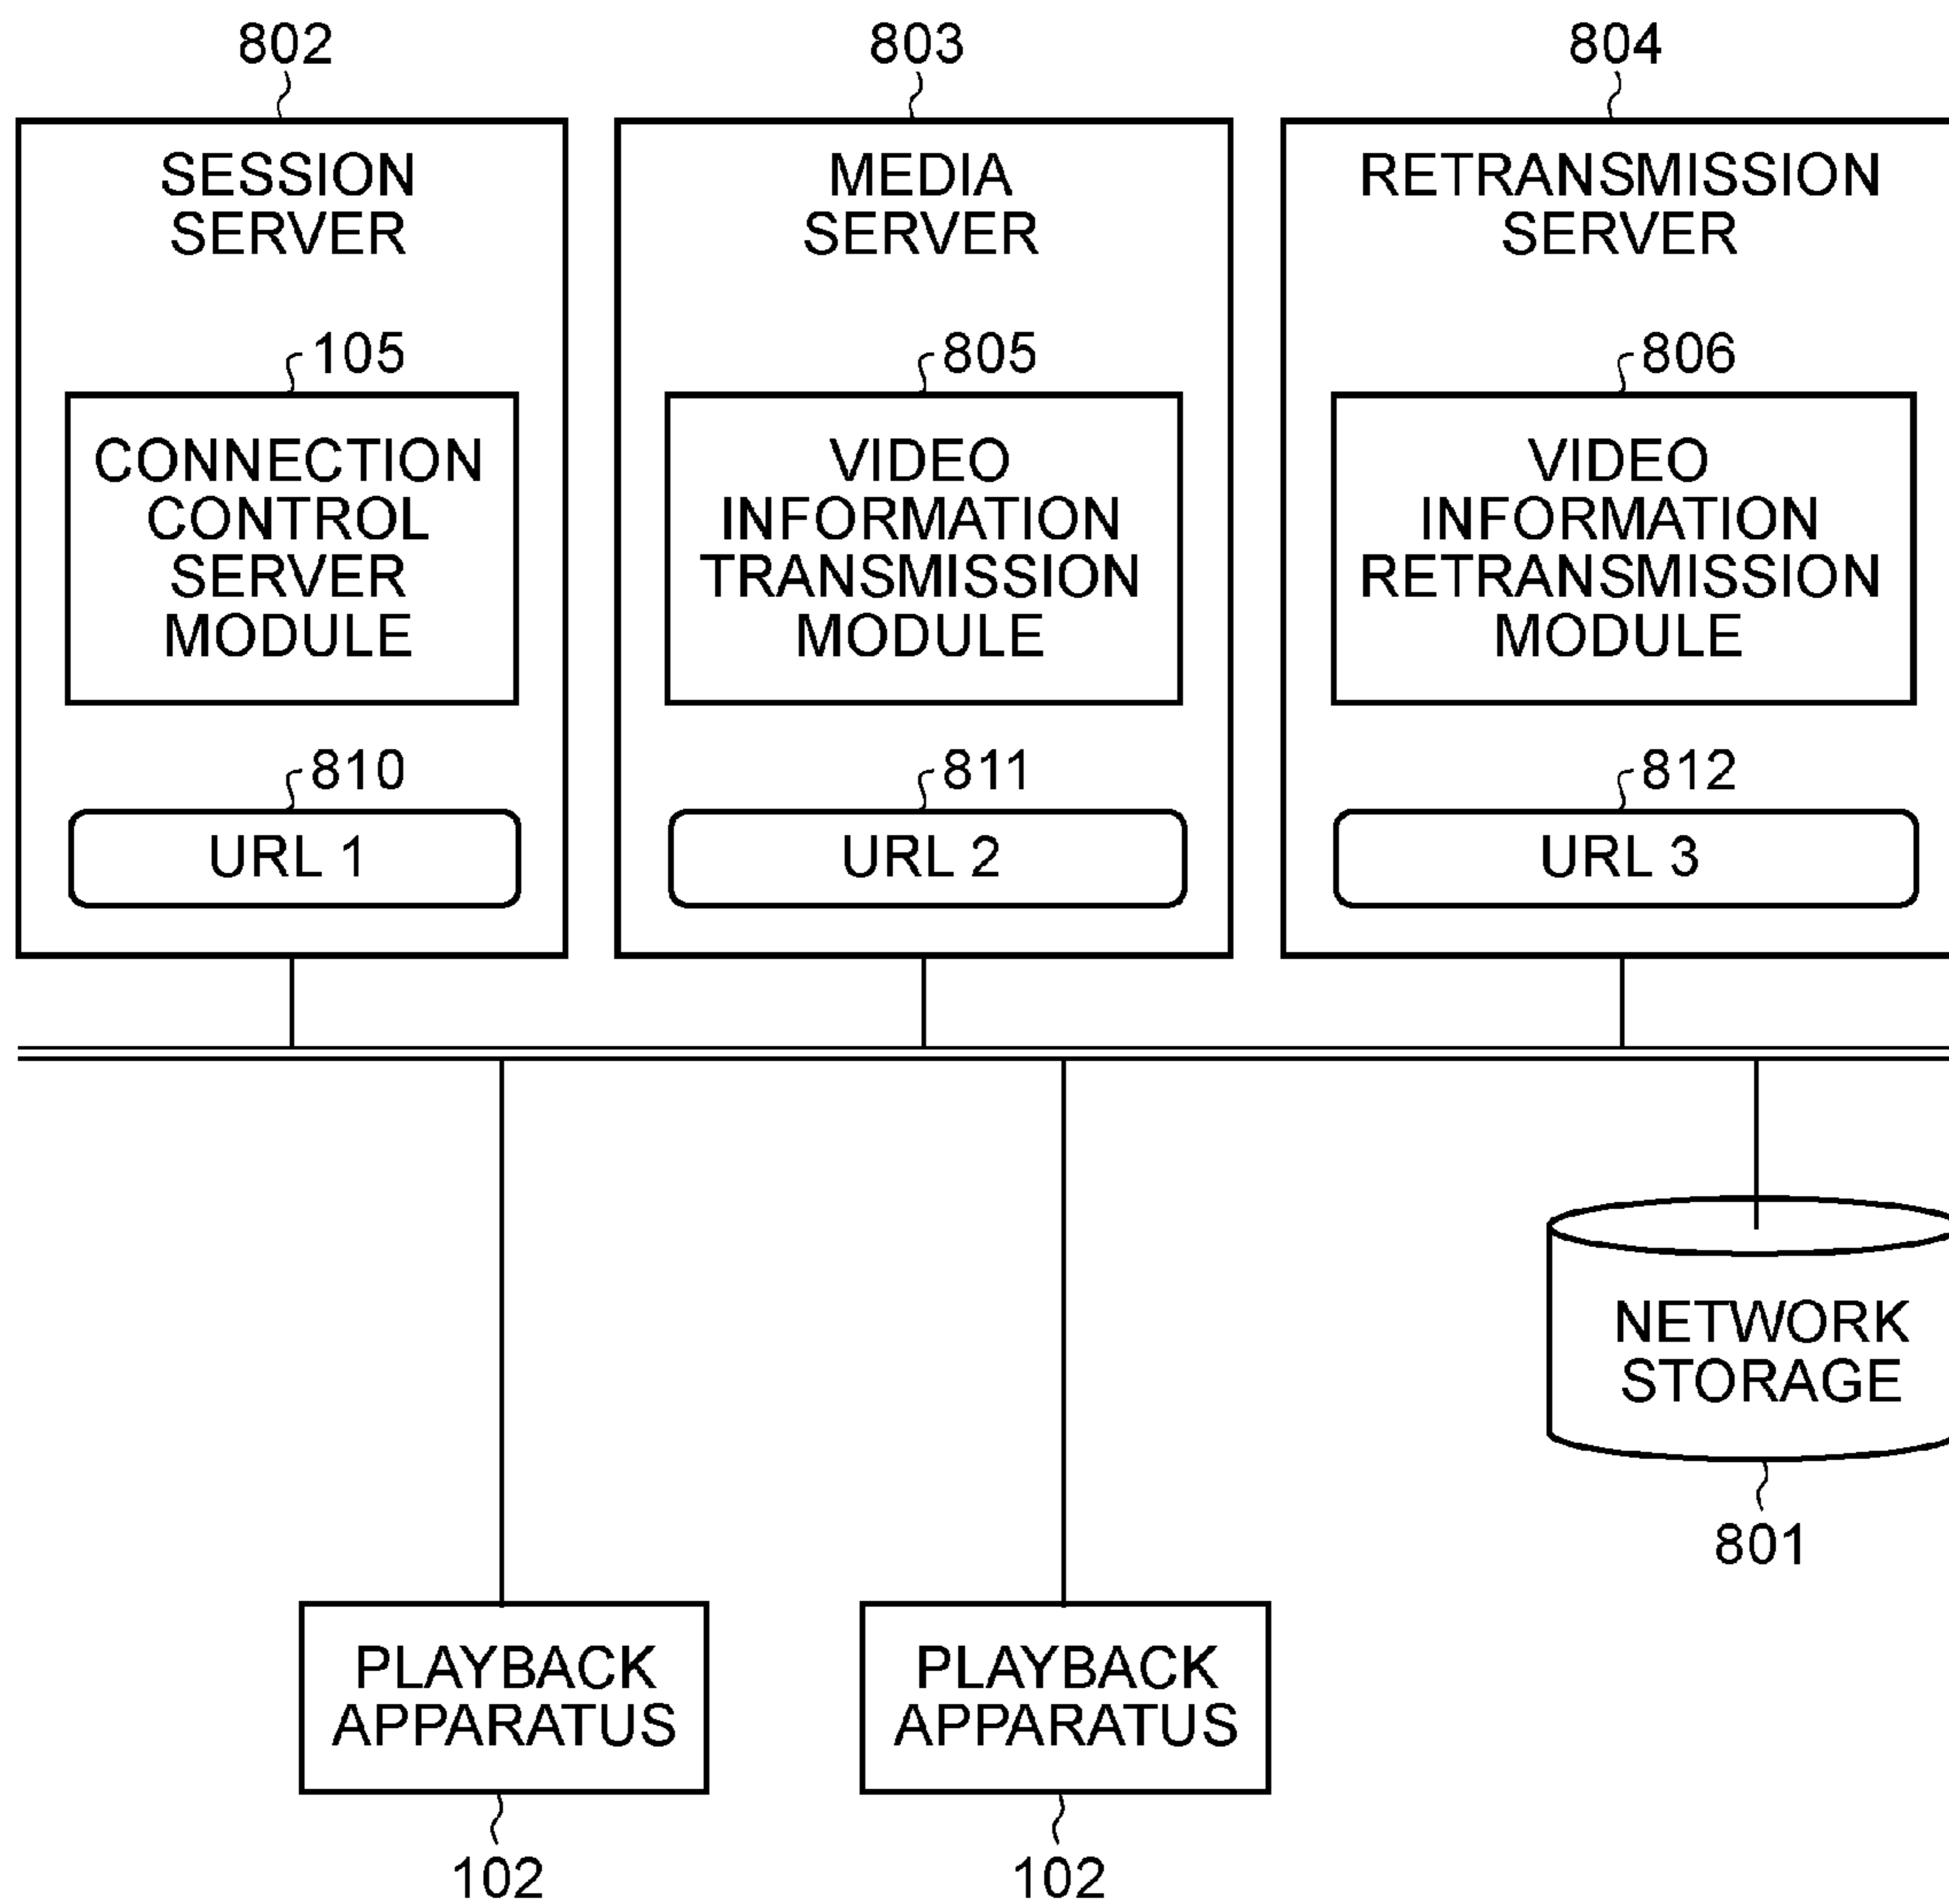 802
803
804
SESSION
SERVER
MEDIA
SERVER
RETRANSMISSION
SERVER
105
805
806
CONNECTION
CONTROL
SERVER
MODULE
VIDEO
INFORMATION
TRANSMISSION
MODULE
VIDEO
INFORMATION
RETRANSMISSION
MODULE
810
811
812
URL 1
URL 2
URL 3
NETWORK
STORAGE
801
PLAYBACK
APPARATUS
PLAYBACK
APPARATUS
102
102